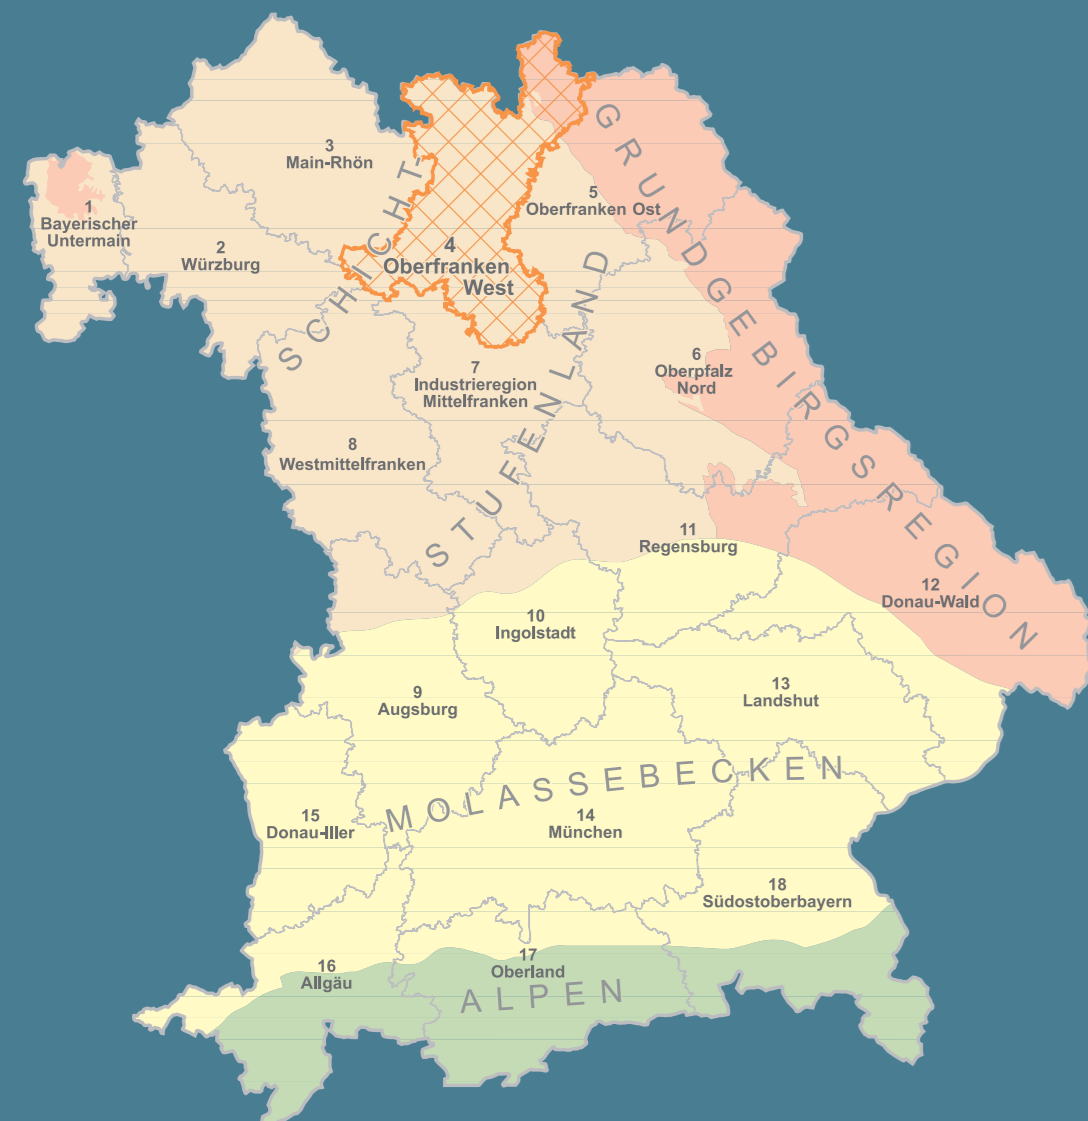 1
Bayerischer
Untermain
2
Würzburg
3
Main-Rhön
4
Oberfranken
West
5
Oberfranken Ost
6
Oberpfalz
Nord
7
Industrieregion
Mittelfranken
8
Westmittelfranken
9
Augsburg
10
Ingolstadt
11
Regensburg
12
Donau-Wald
13
Landshut
14
München
15
Donau-Iller
16
Allgäu
17
Oberland
18
Südostoberbayern
SCHICHT-
STUFENLAND
GRUNDGEBIRGSREGION
MOLASSEBECKEN
ALPEN